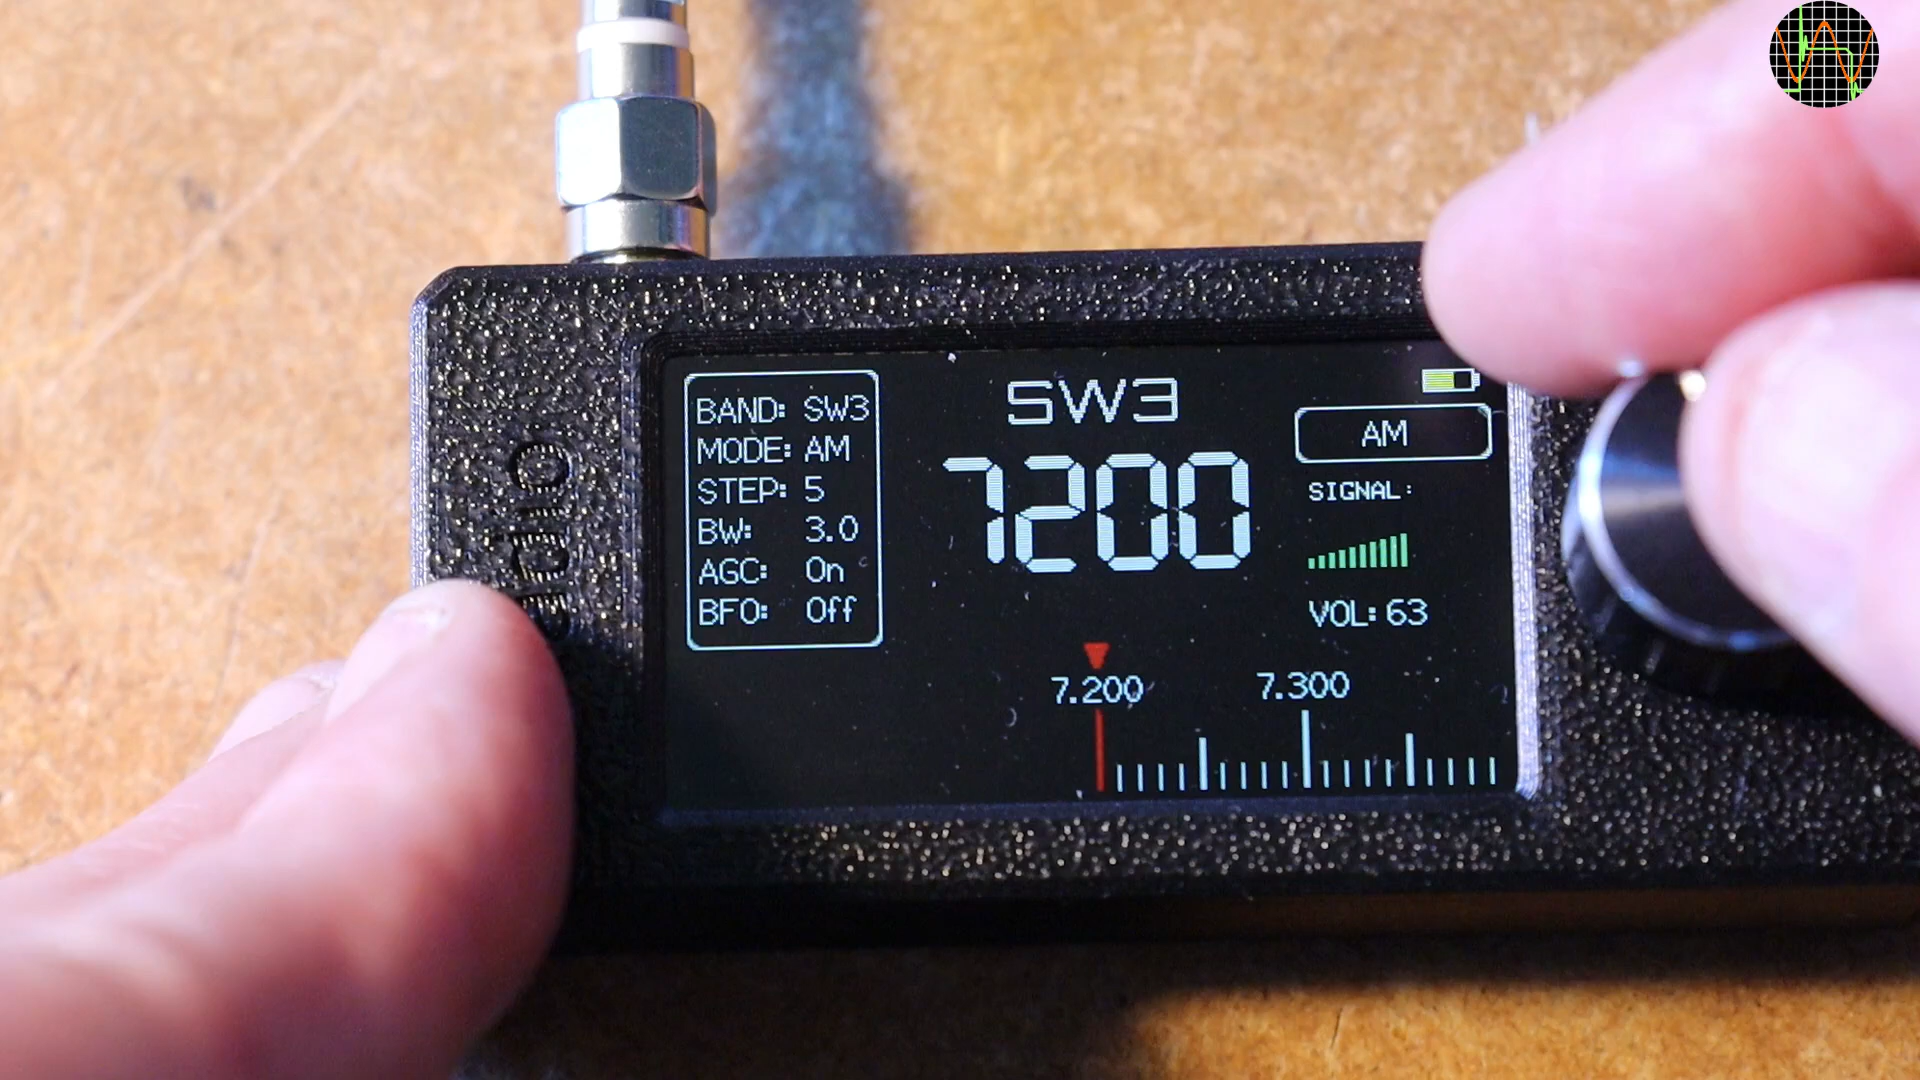 SW3
BAND: SW3
MODE: AM
STEP: 5
BW: 3.0
AGC: On
BFO: Off
7200
AM
SIGNAL:
VOL: 63
7.200 7.300